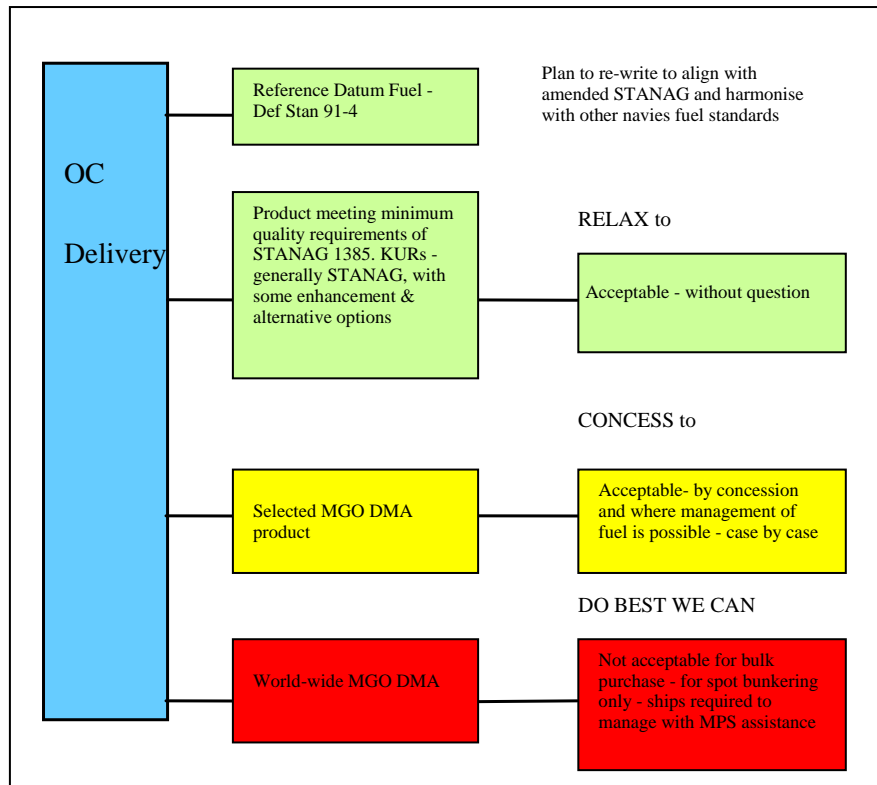 OC
Delivery
Reference Datum Fuel -
Def Stan 91-4
Plan to re-write to align with
amended STANAG and harmonise
with other navies fuel standards
Product meeting minimum
quality requirements of
STANAG 1385. KURs -
generally STANAG, with
some enhancement &
alternative options
RELAX to
Acceptable - without question
CONCESS to
Selected MGO DMA
product
Acceptable- by concession
and where management of
fuel is possible - case by case
DO BEST WE CAN
World-wide MGO DMA
Not acceptable for bulk
purchase - for spot bunkering
only - ships required to
manage with MPS assistance